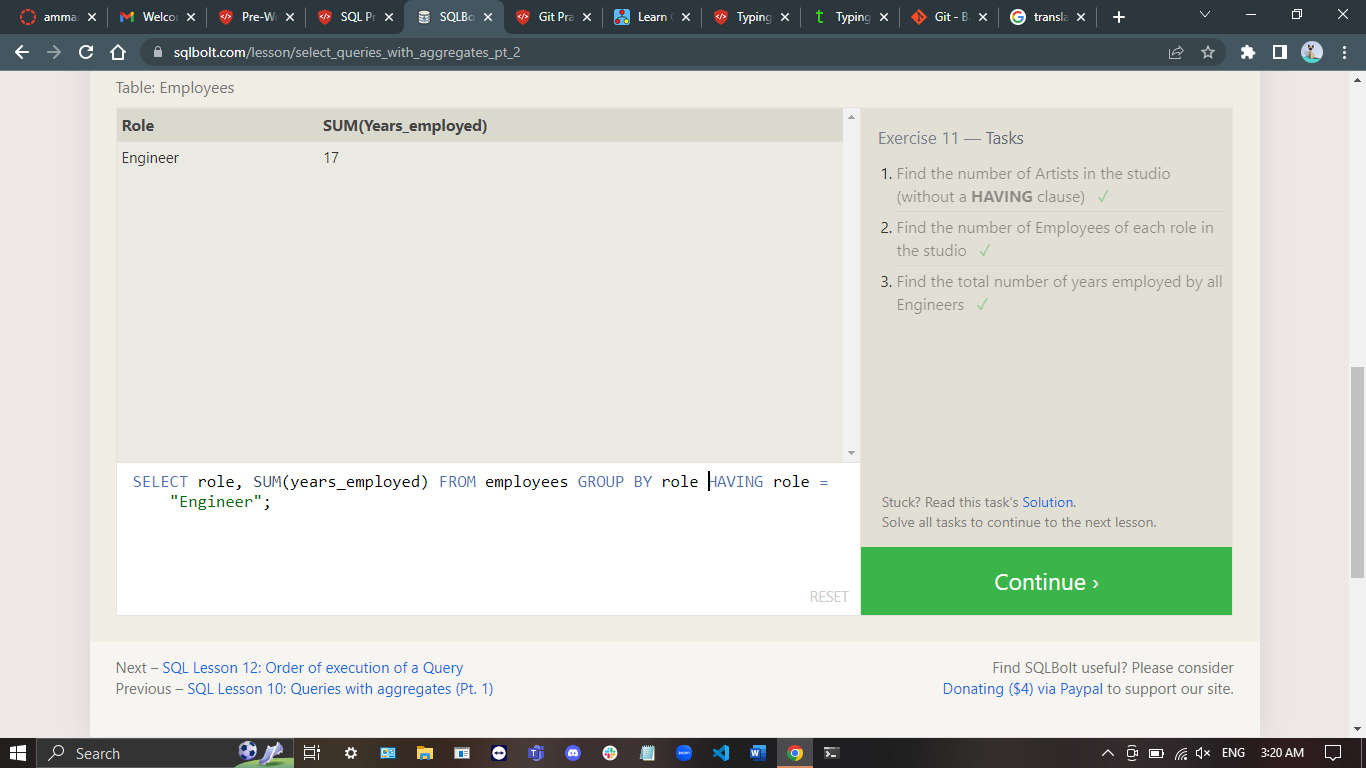 amma
Welco
Pre-W
SQL Pr
SQLBo
Git Pra
Learn
Typing
Typing
Git - B
transla
sqlbolt.com/lesson/select_queries_with_aggregates_pt_2
Table: Employees
Role SUM(Years_employed)
Engineer 17
Exercise 11 — Tasks
1. Find the number of Artists in the studio
(without a HAVING clause) ✓
2. Find the number of Employees of each role in
the studio ✓
3. Find the total number of years employed by all
Engineers ✓
SELECT role, SUM(years_employed) FROM employees GROUP BY role HAVING role =
"Engineer";
RESET
Stuck? Read this task's Solution.
Solve all tasks to continue to the next lesson.
Continue ›
Next – SQL Lesson 12: Order of execution of a Query
Previous – SQL Lesson 10: Queries with aggregates (Pt. 1)
Find SQLBolt useful? Please consider
Donating ($4) via Paypal to support our site.
Search
ENG
3:20 AM